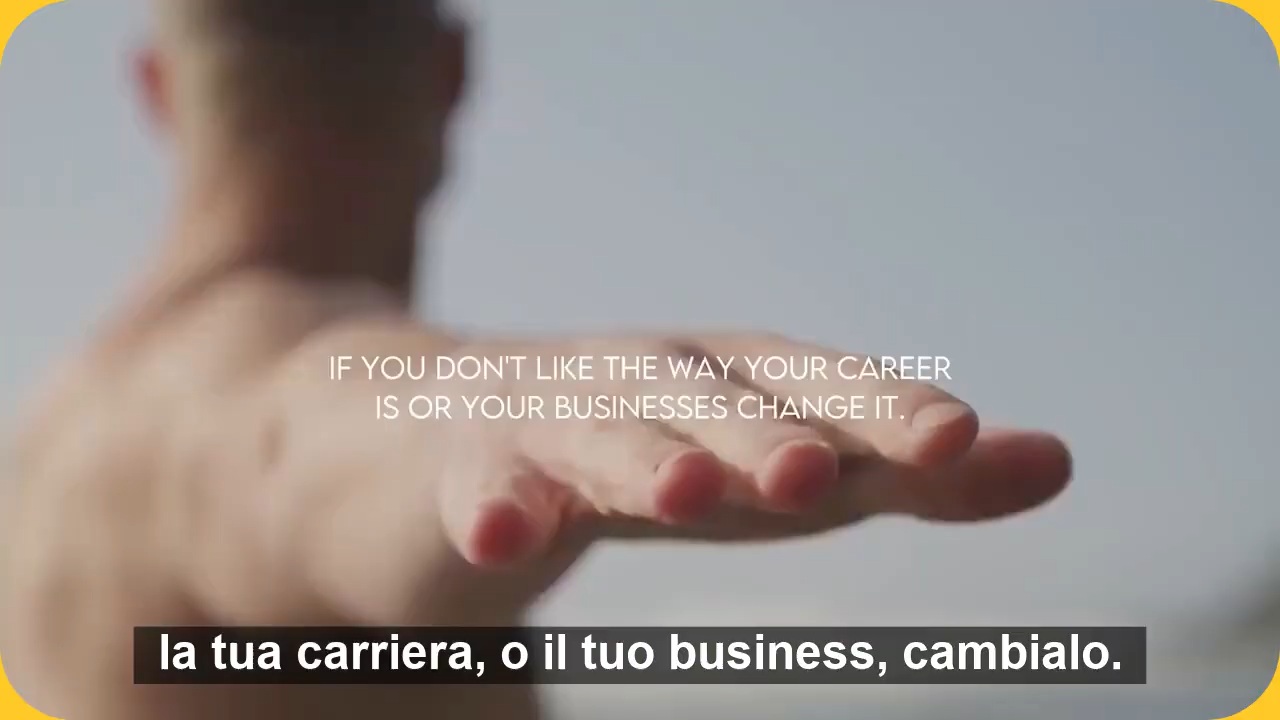 IF YOU DON'T LIKE THE WAY YOUR CAREER
IS OR YOUR BUSINESSES CHANGE IT.
la tua carriera, o il tuo business, cambialo.